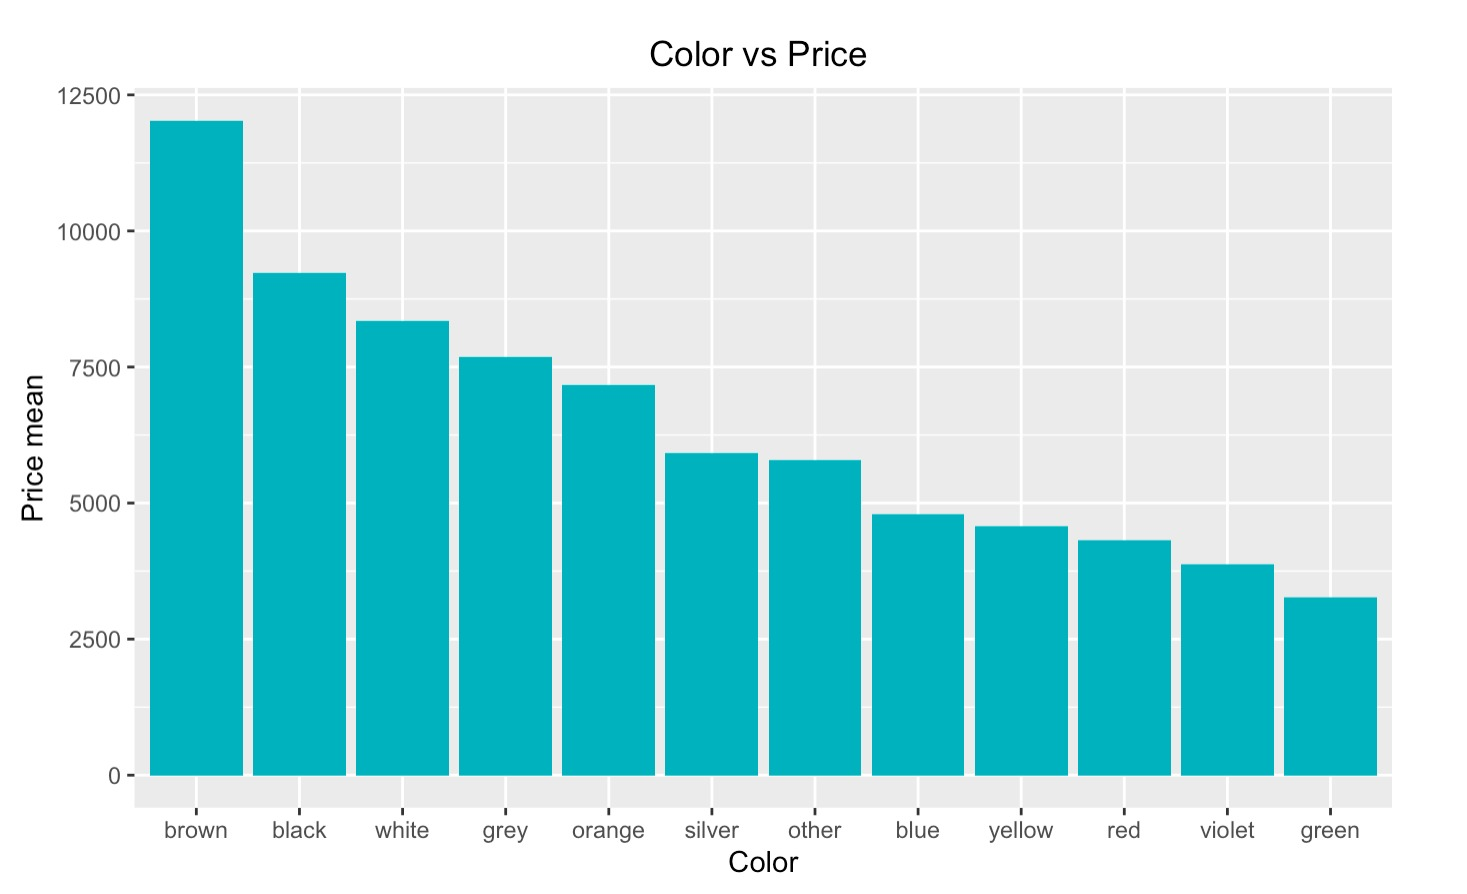 Color vs Price
Price mean
12500
10000
7500
5000
2500
0
brown black white grey orange silver other blue yellow red violet green
Color